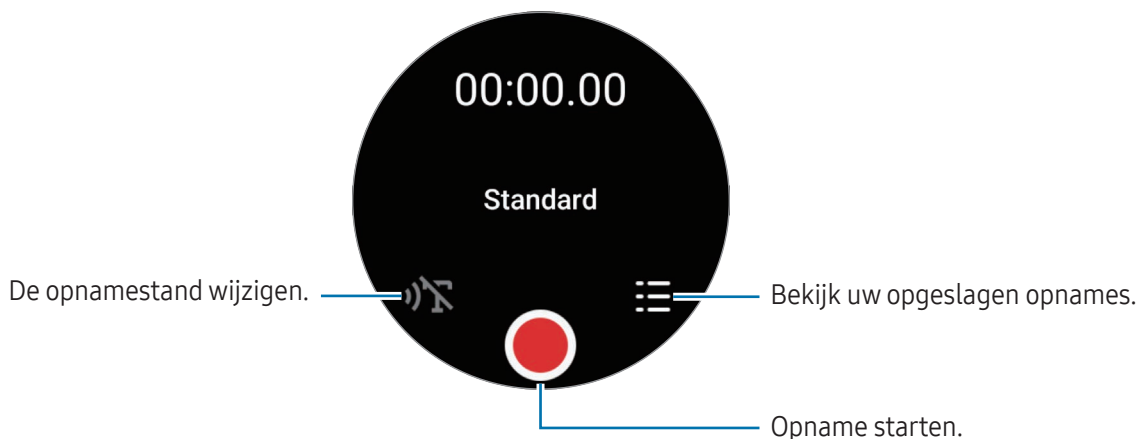 00:00.00
Standard
De opnamestand wijzigen.
Bekijk uw opgeslagen opnames.
Opname starten.